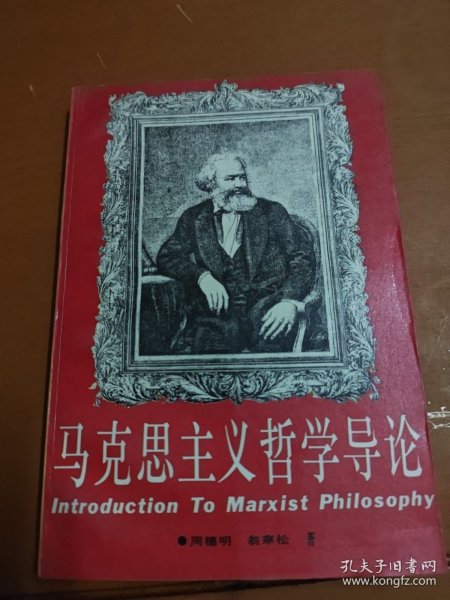 马克思主义哲学导论
Introduction To Marxist Philosophy
●周穗明 翁寒松 著
孔夫子旧书网
www.kongfz.com